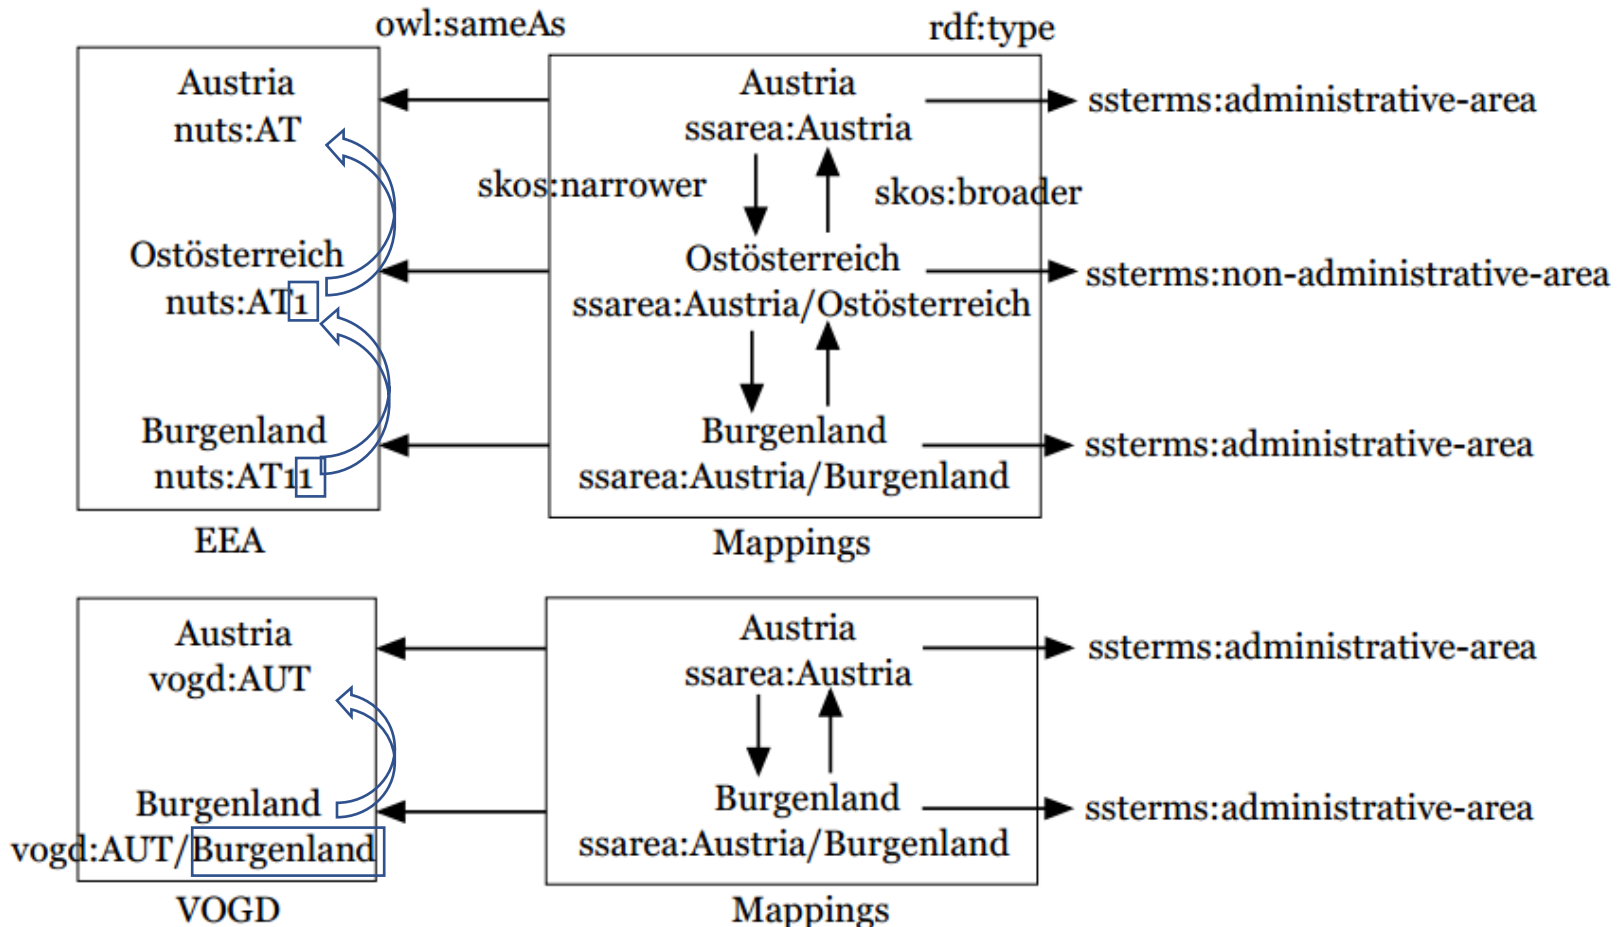 owl:sameAs
rdf:type
Austria
nuts:AT
Austria
ssarea:Austria
ssterms:administrative-area
skos:narrower
skos:broader
Ostösterreich
nuts:AT1
Ostösterreich
ssarea:Austria/Ostösterreich
ssterms:non-administrative-area
Burgenland
nuts:AT11
Burgenland
ssarea:Austria/Burgenland
ssterms:administrative-area
EEA
Mappings
Austria
vogd:AUT
Austria
ssarea:Austria
ssterms:administrative-area
Burgenland
vogd:AUT/Burgenland
Burgenland
ssarea:Austria/Burgenland
ssterms:administrative-area
VOGD
Mappings